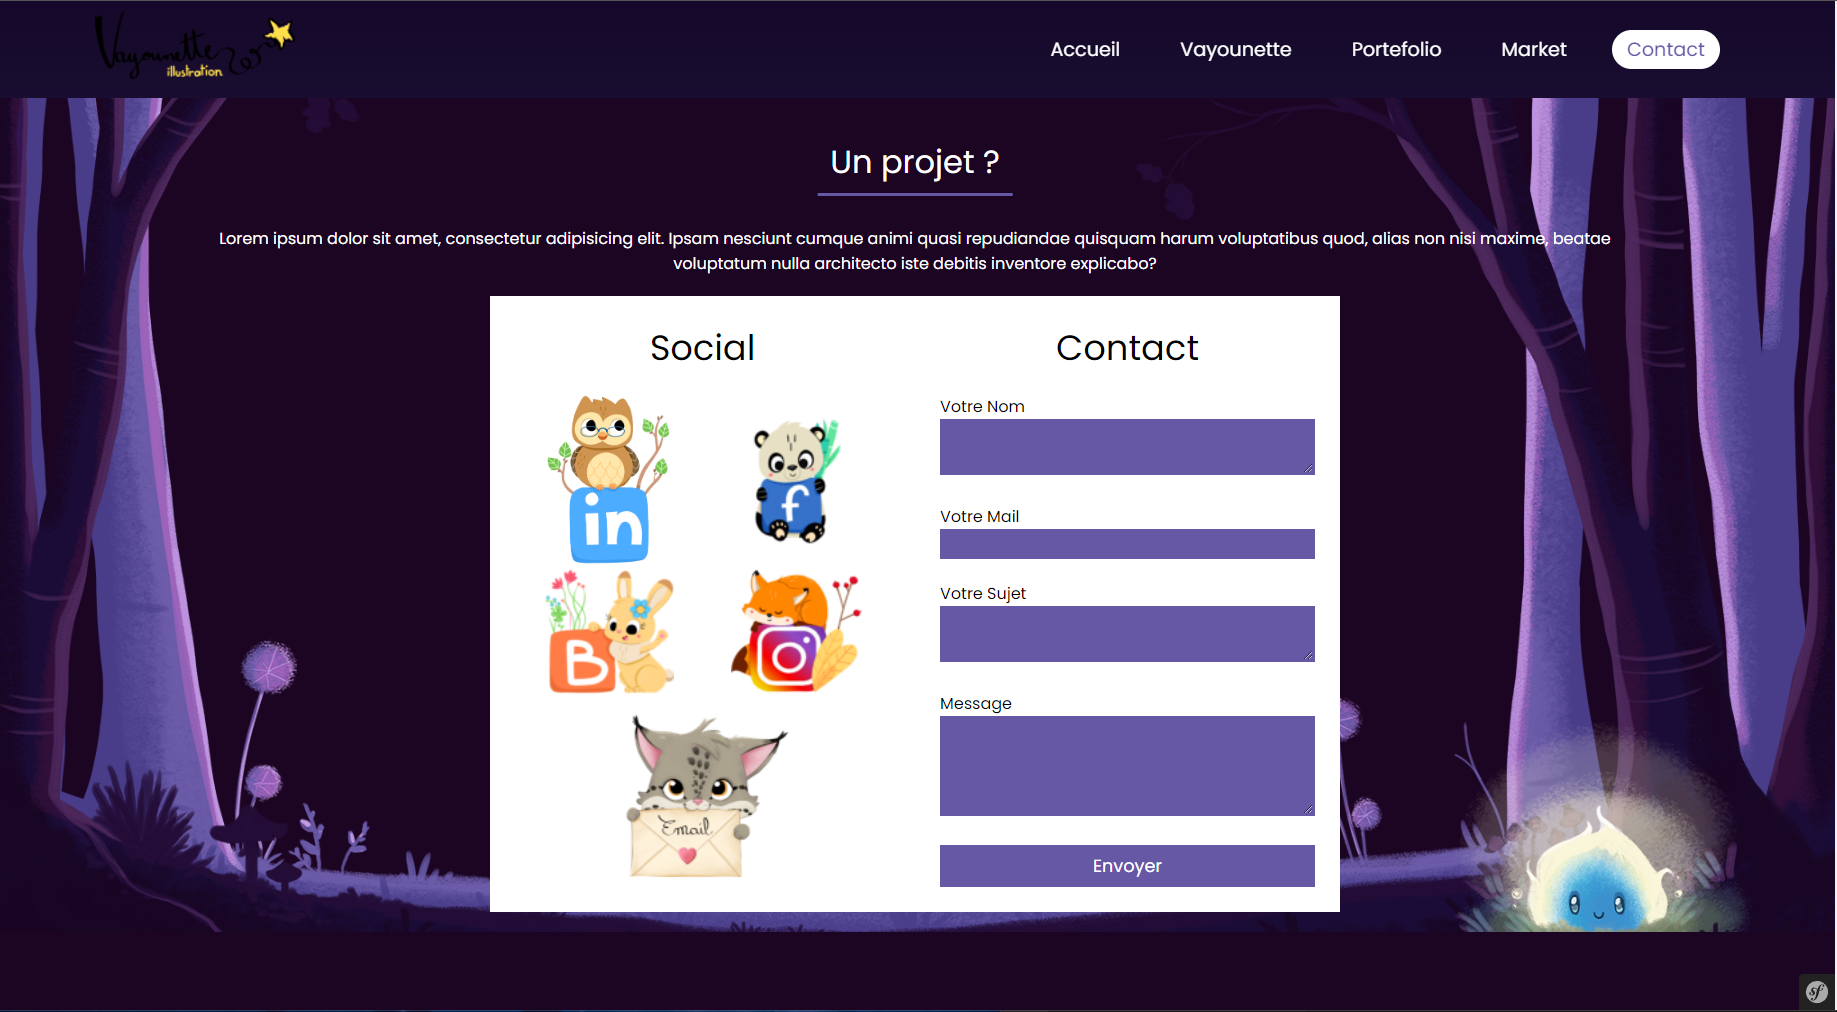 Vayounette
illustration
Accueil
Vayounette
Portefolio
Market
Contact
Un projet ?
Lorem ipsum dolor sit amet, consectetur adipisicing elit. Ipsam nesciunt cumque animi quasi repudiandae quisquam harum voluptatibus quod, alias non nisi maxime, beatae
voluptatum nulla architecto iste debitis inventore explicabo?
Social
in
f
B
Email
Contact
Votre Nom
Votre Mail
Votre Sujet
Message
Envoyer
sf